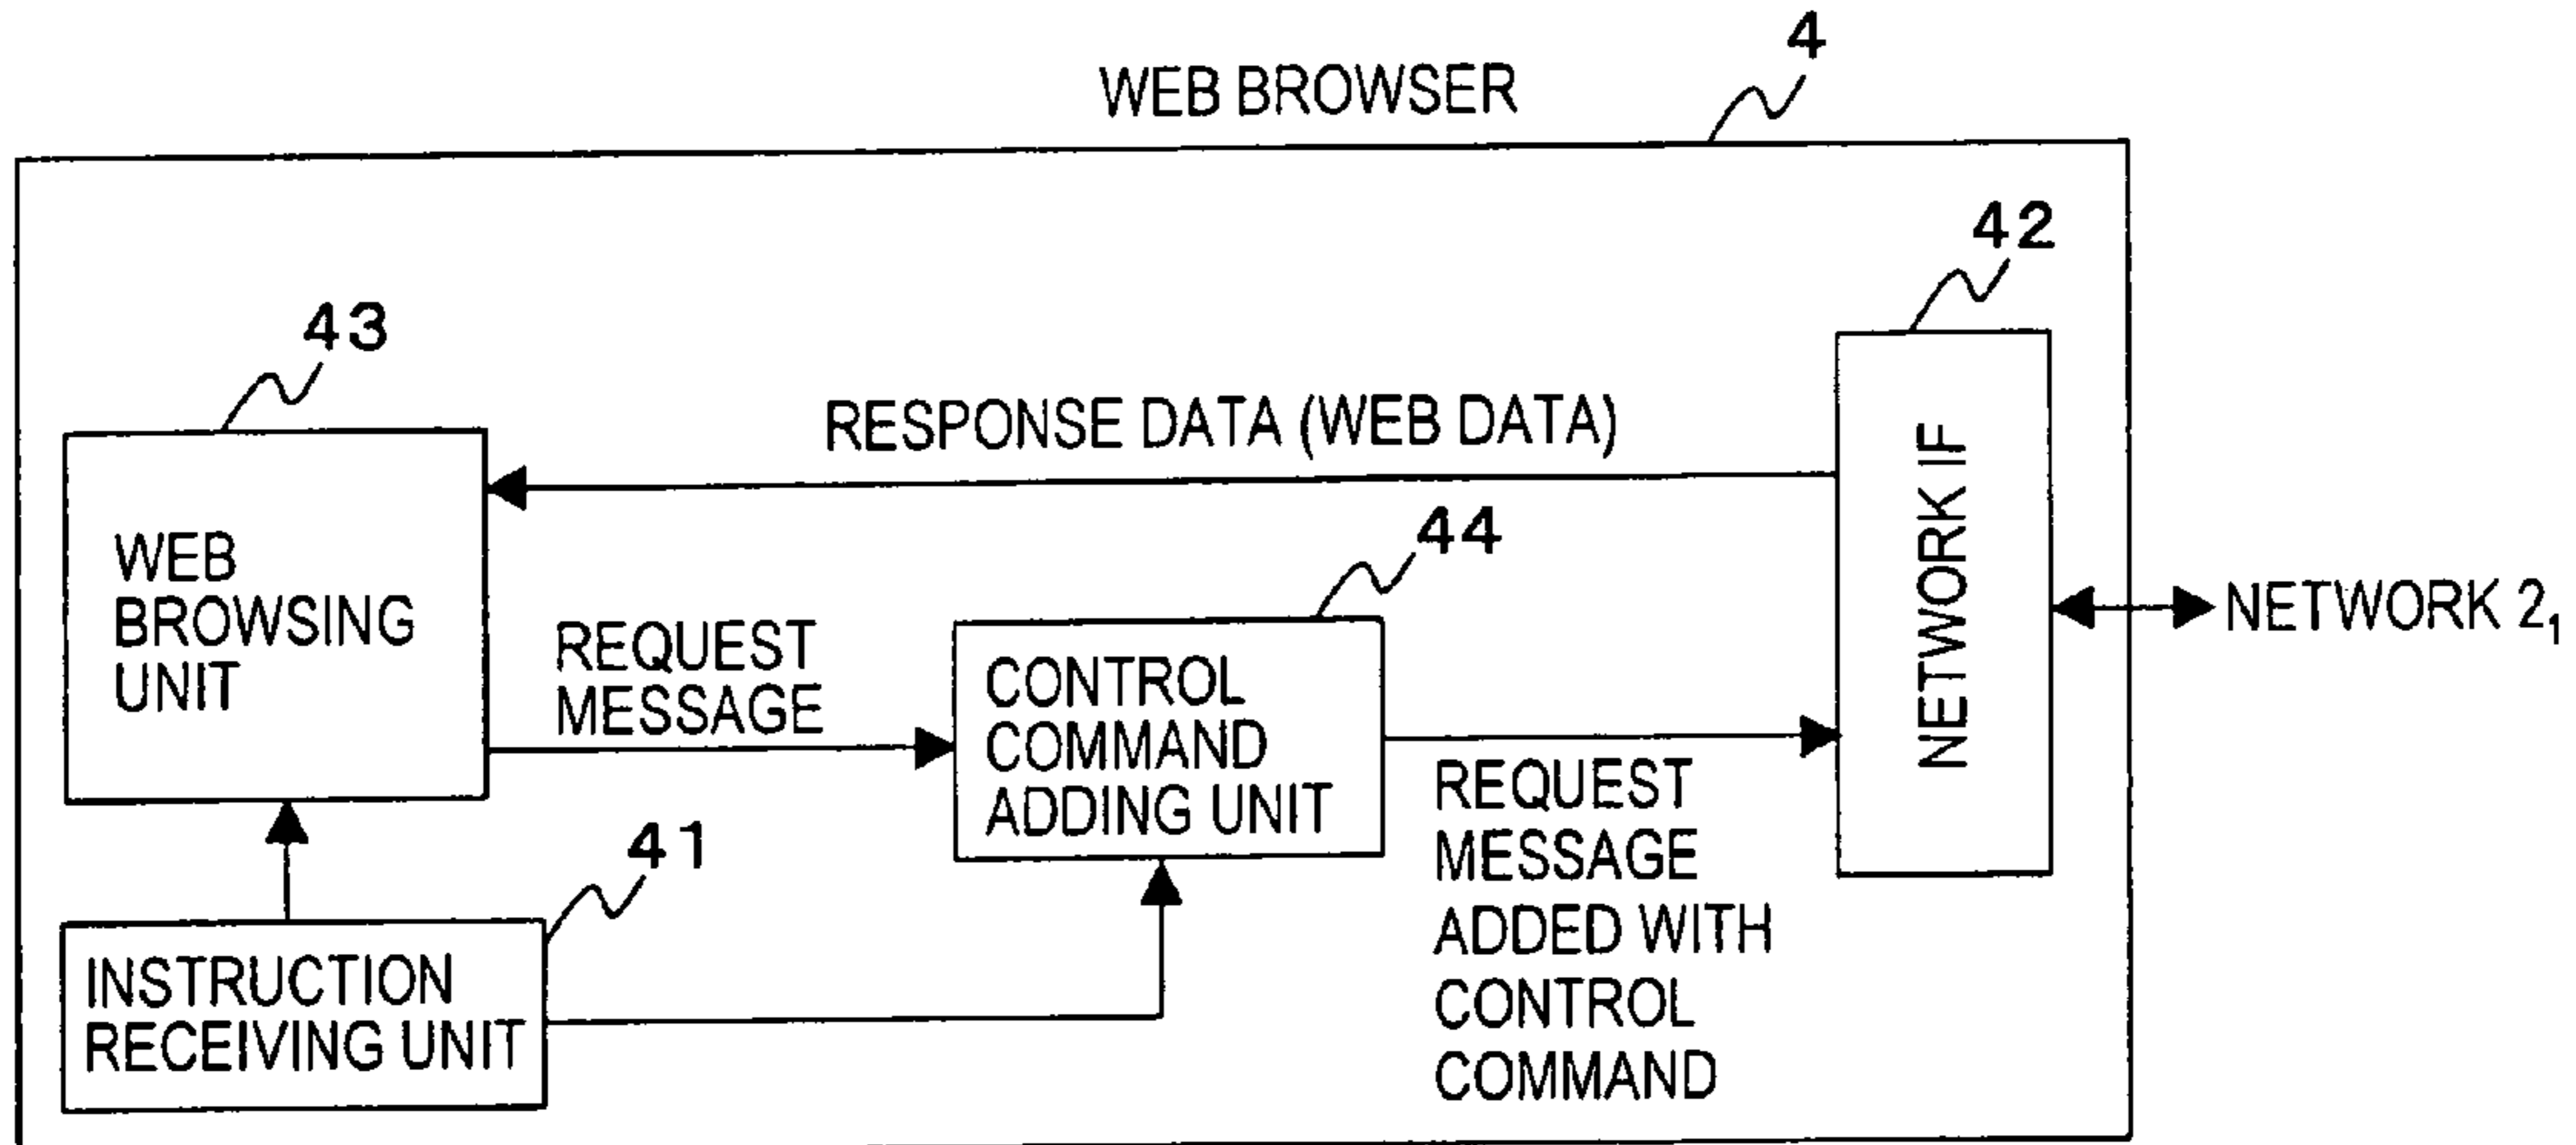 4
WEB BROWSER
42
43
RESPONSE DATA (WEB DATA)
44
WEB
BROWSING
UNIT
REQUEST
MESSAGE
CONTROL
COMMAND
ADDING UNIT
NETWORK IF
NETWORK 2₁
REQUEST
MESSAGE
ADDED WITH
CONTROL
COMMAND
41
INSTRUCTION
RECEIVING UNIT